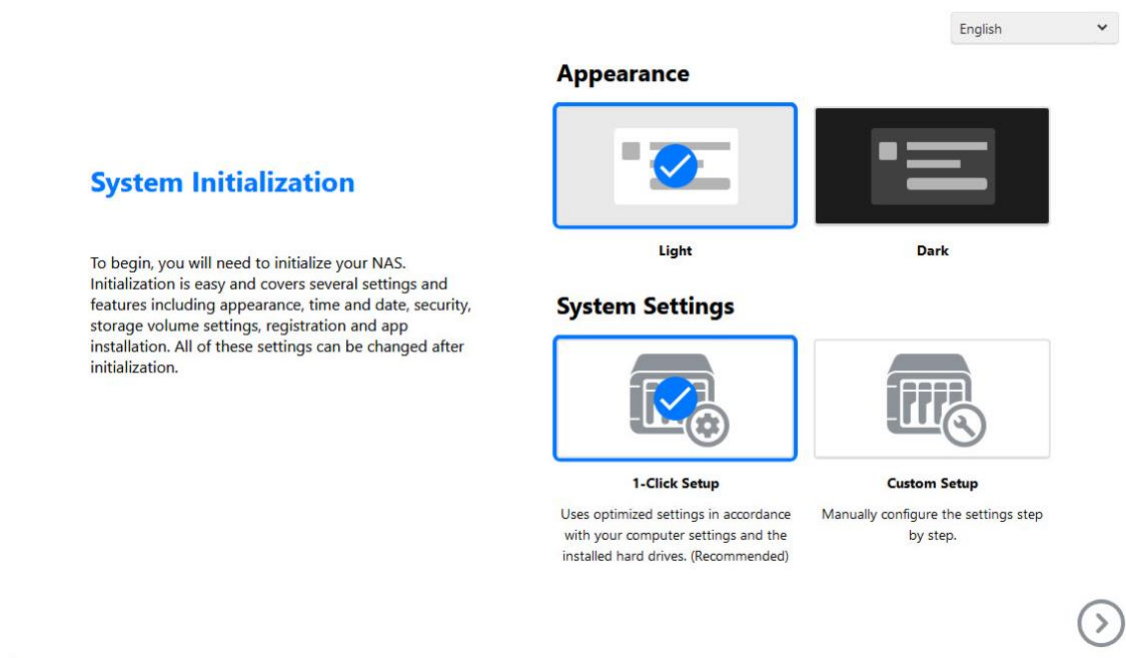 English
System Initialization
To begin, you will need to initialize your NAS.
Initialization is easy and covers several settings and
features including appearance, time and date, security,
storage volume settings, registration and app
installation. All of these settings can be changed after
initialization.
Appearance
Light
Dark
System Settings
1-Click Setup
Uses optimized settings in accordance
with your computer settings and the
installed hard drives. (Recommended)
Custom Setup
Manually configure the settings step
by step.